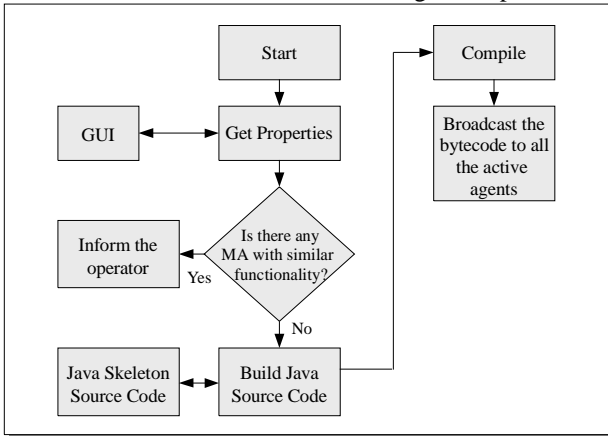 Start
Compile
GUI
Get Properties
Broadcast the
bytecode to all
the active
agents
Is there any
MA with similar
functionality?
Inform the
operator
Yes
No
Java Skeleton
Source Code
Build Java
Source Code